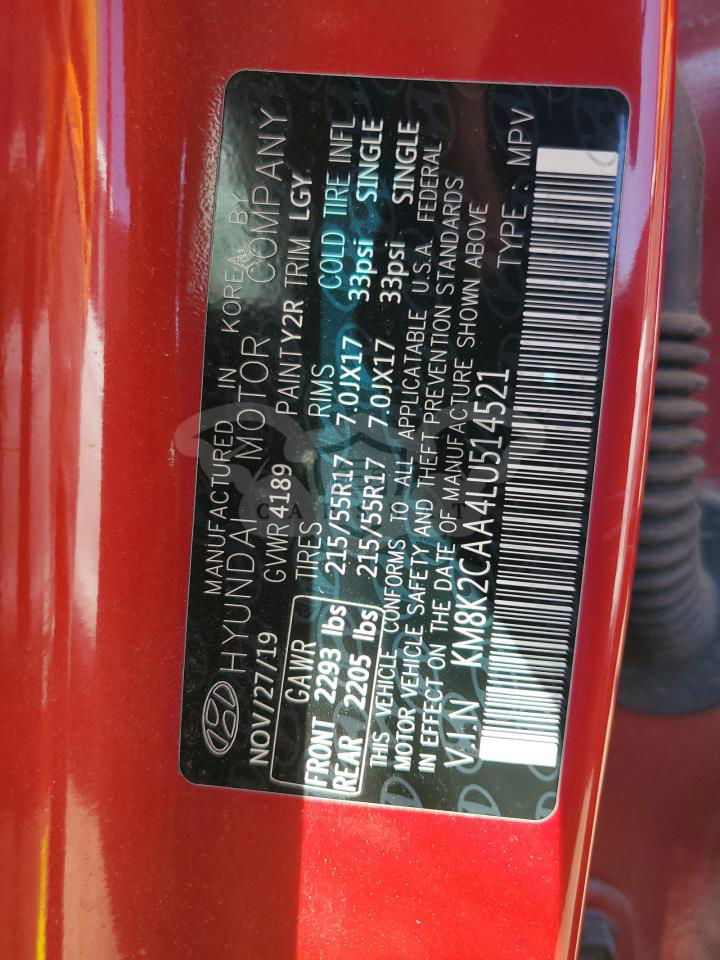 MANUFACTURED IN KOREA BY
HYUNDAI MOTOR COMPANY
NOV/27/19 GVWR 4189 PAINT Y2R TRIM LGY
GAWR TIRES RIMS COLD TIRE INFL
FRONT 2293 lbs 215/55R17 7.0JX17 33psi SINGLE
REAR 2205 lbs 215/55R17 7.0JX17 33psi SINGLE
THIS VEHICLE CONFORMS TO ALL APPLICATABLE U.S.A. FEDERAL
MOTOR VEHICLE SAFETY AND THEFT PREVENTION STANDARDS
IN EFFECT ON THE DATE OF MANUFACTURE SHOWN ABOVE
V.I.N KM8K2CAA4LU514521 TYPE : MPV